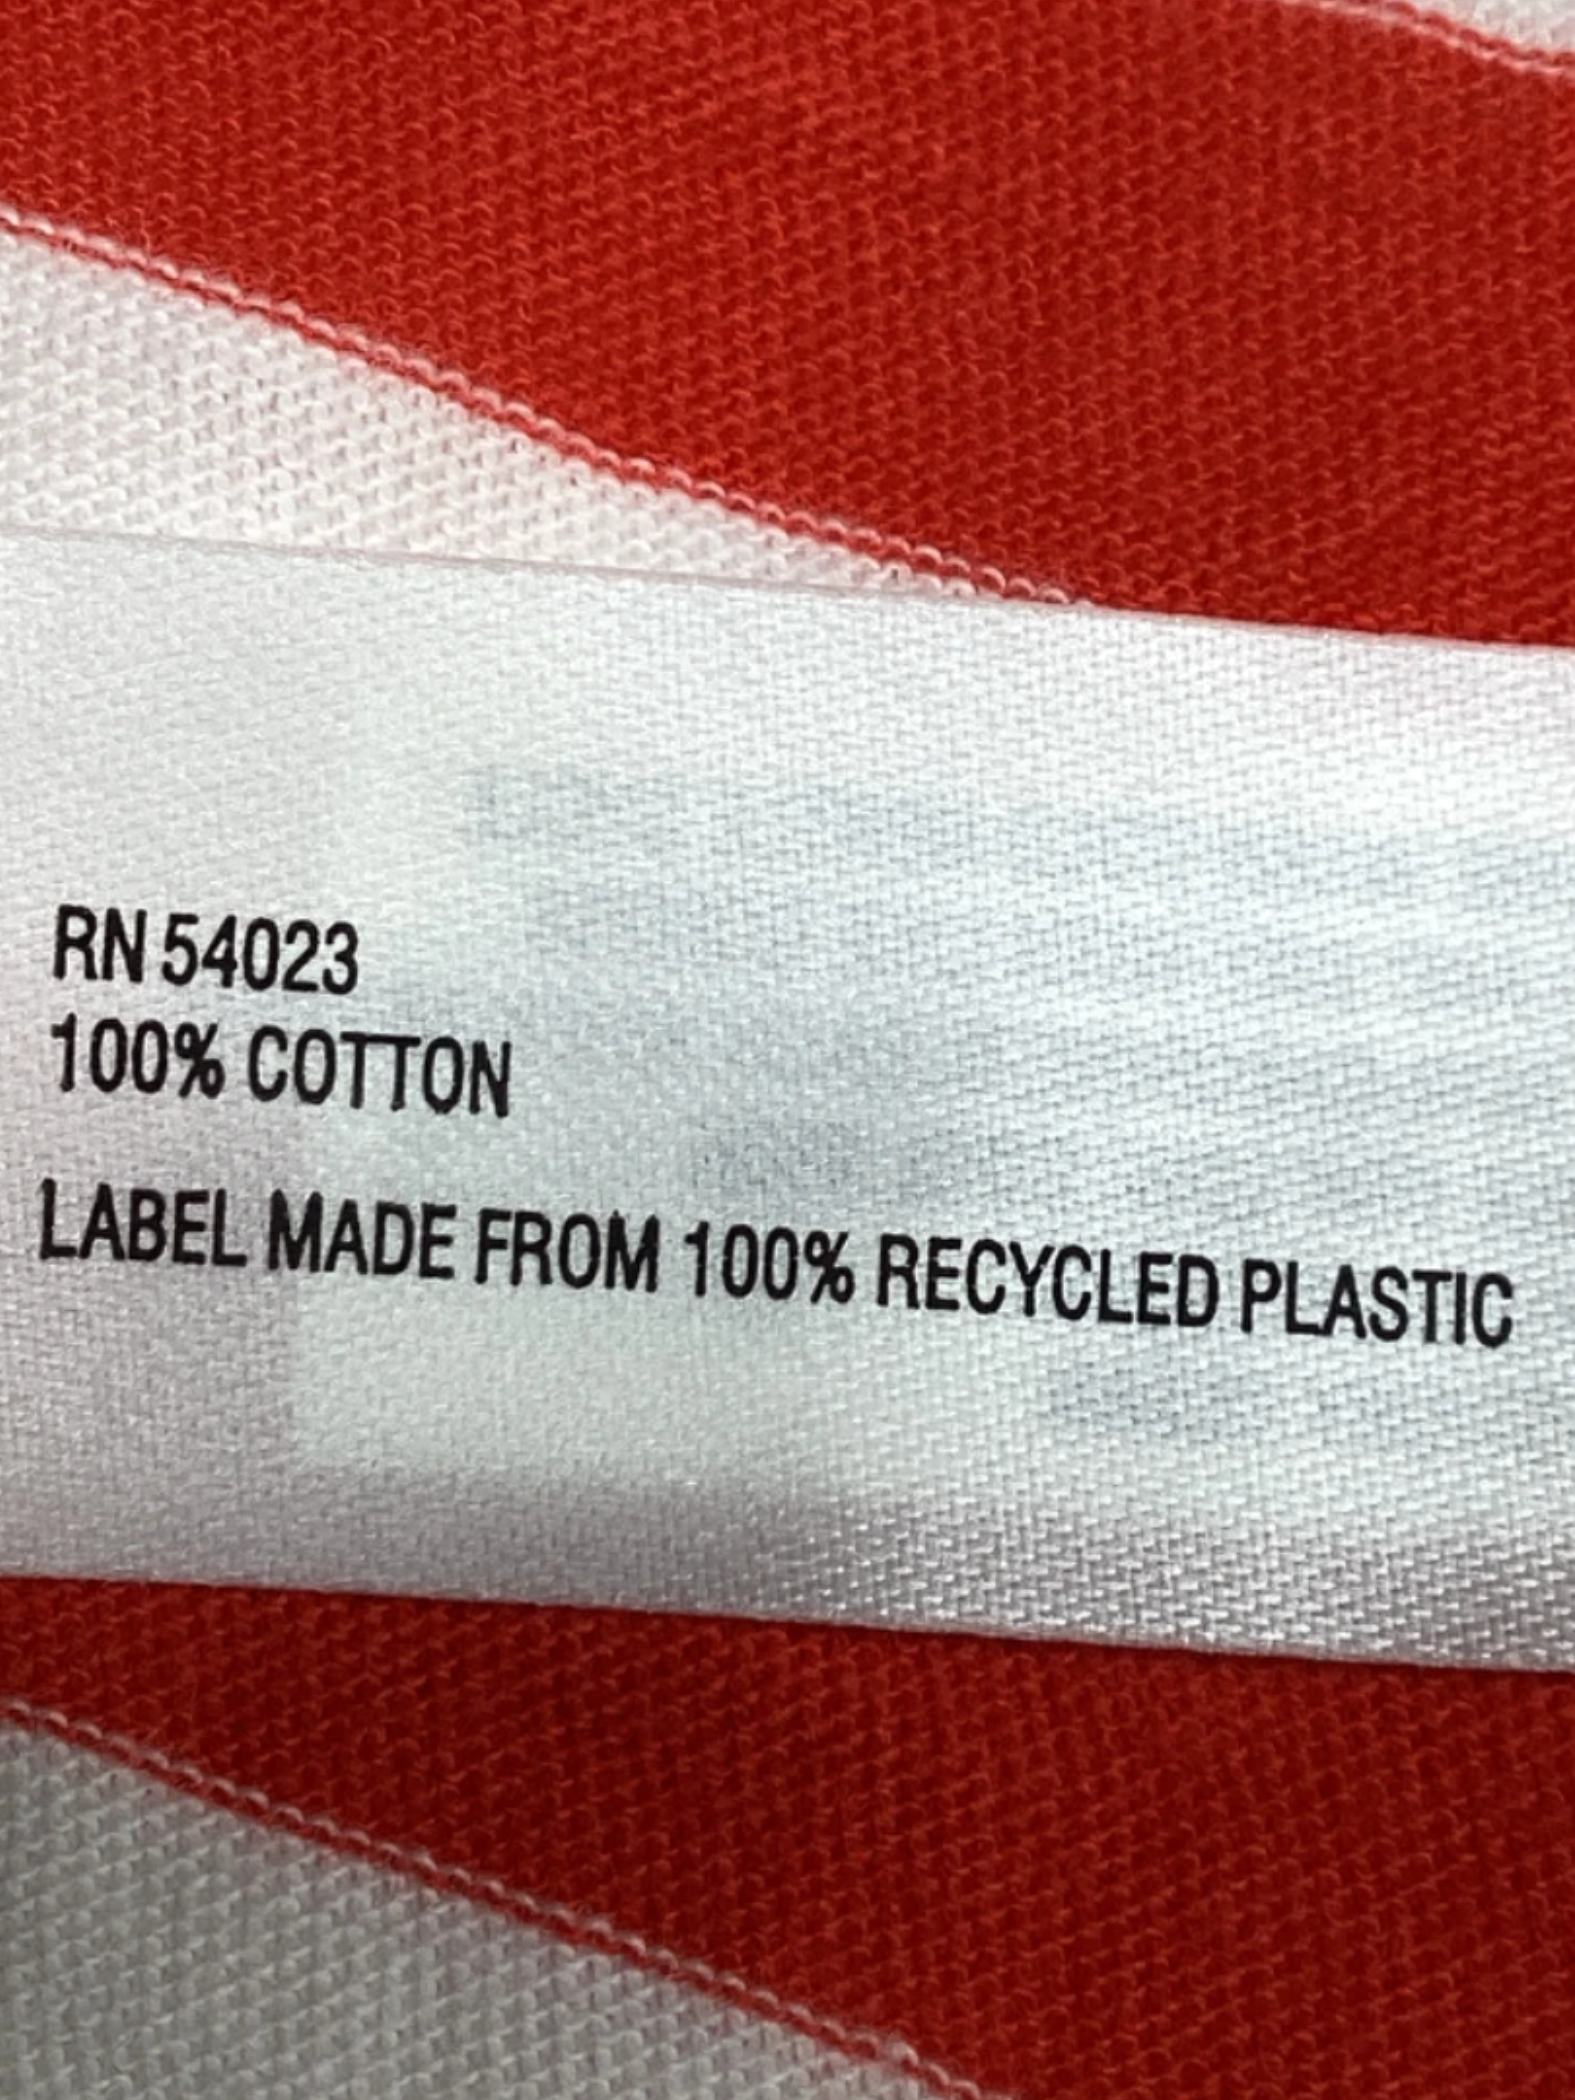 RN 54023
100% COTTON
LABEL MADE FROM 100% RECYCLED PLASTIC